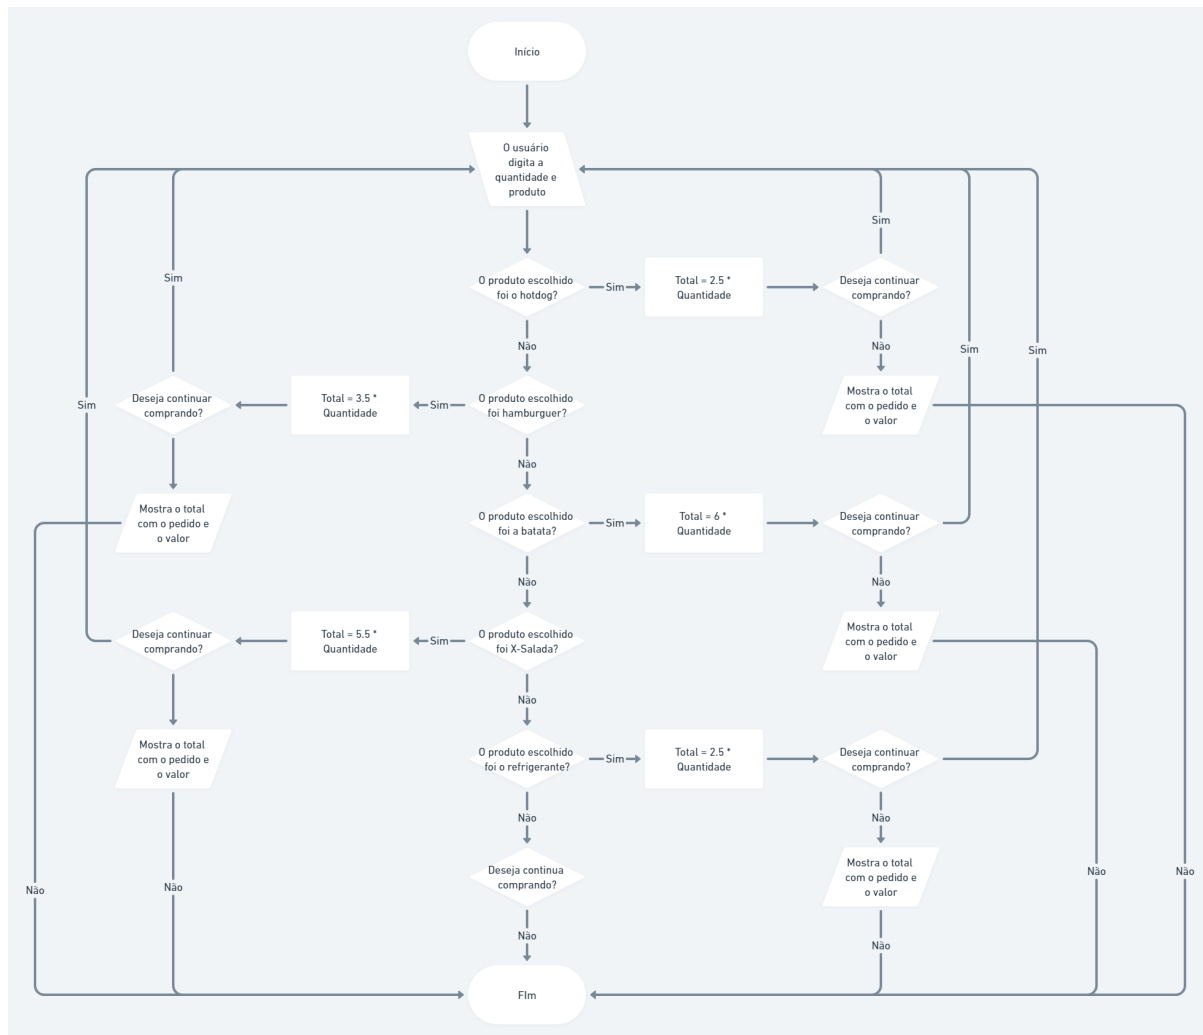 Início
O usuário
digita a
quantidade e
produto
Sim
Sim
O produto escolhido
foi o hotdog?
Sim
Total = 2.5 *
Quantidade
Deseja continuar
comprando?
Não
Não
Sim
Sim
Deseja continuar
comprando?
Total = 3.5 *
Quantidade
Sim
O produto escolhido
foi hamburguer?
Mostra o total
com o pedido e
o valor
Sim
Não
Mostra o total
com o pedido e
o valor
O produto escolhido
foi a batata?
Sim
Total = 6 *
Quantidade
Deseja continuar
comprando?
Não
Não
Deseja continuar
comprando?
Total = 5.5 *
Quantidade
Sim
O produto escolhido
foi X-Salada?
Mostra o total
com o pedido e
o valor
Não
Mostra o total
com o pedido e
o valor
O produto escolhido
foi o refrigerante?
Sim
Total = 2.5 *
Quantidade
Deseja continuar
comprando?
Não
Não
Deseja continua
comprando?
Mostra o total
com o pedido e
o valor
Não
Não
Não
Não
Não
Não
FIm